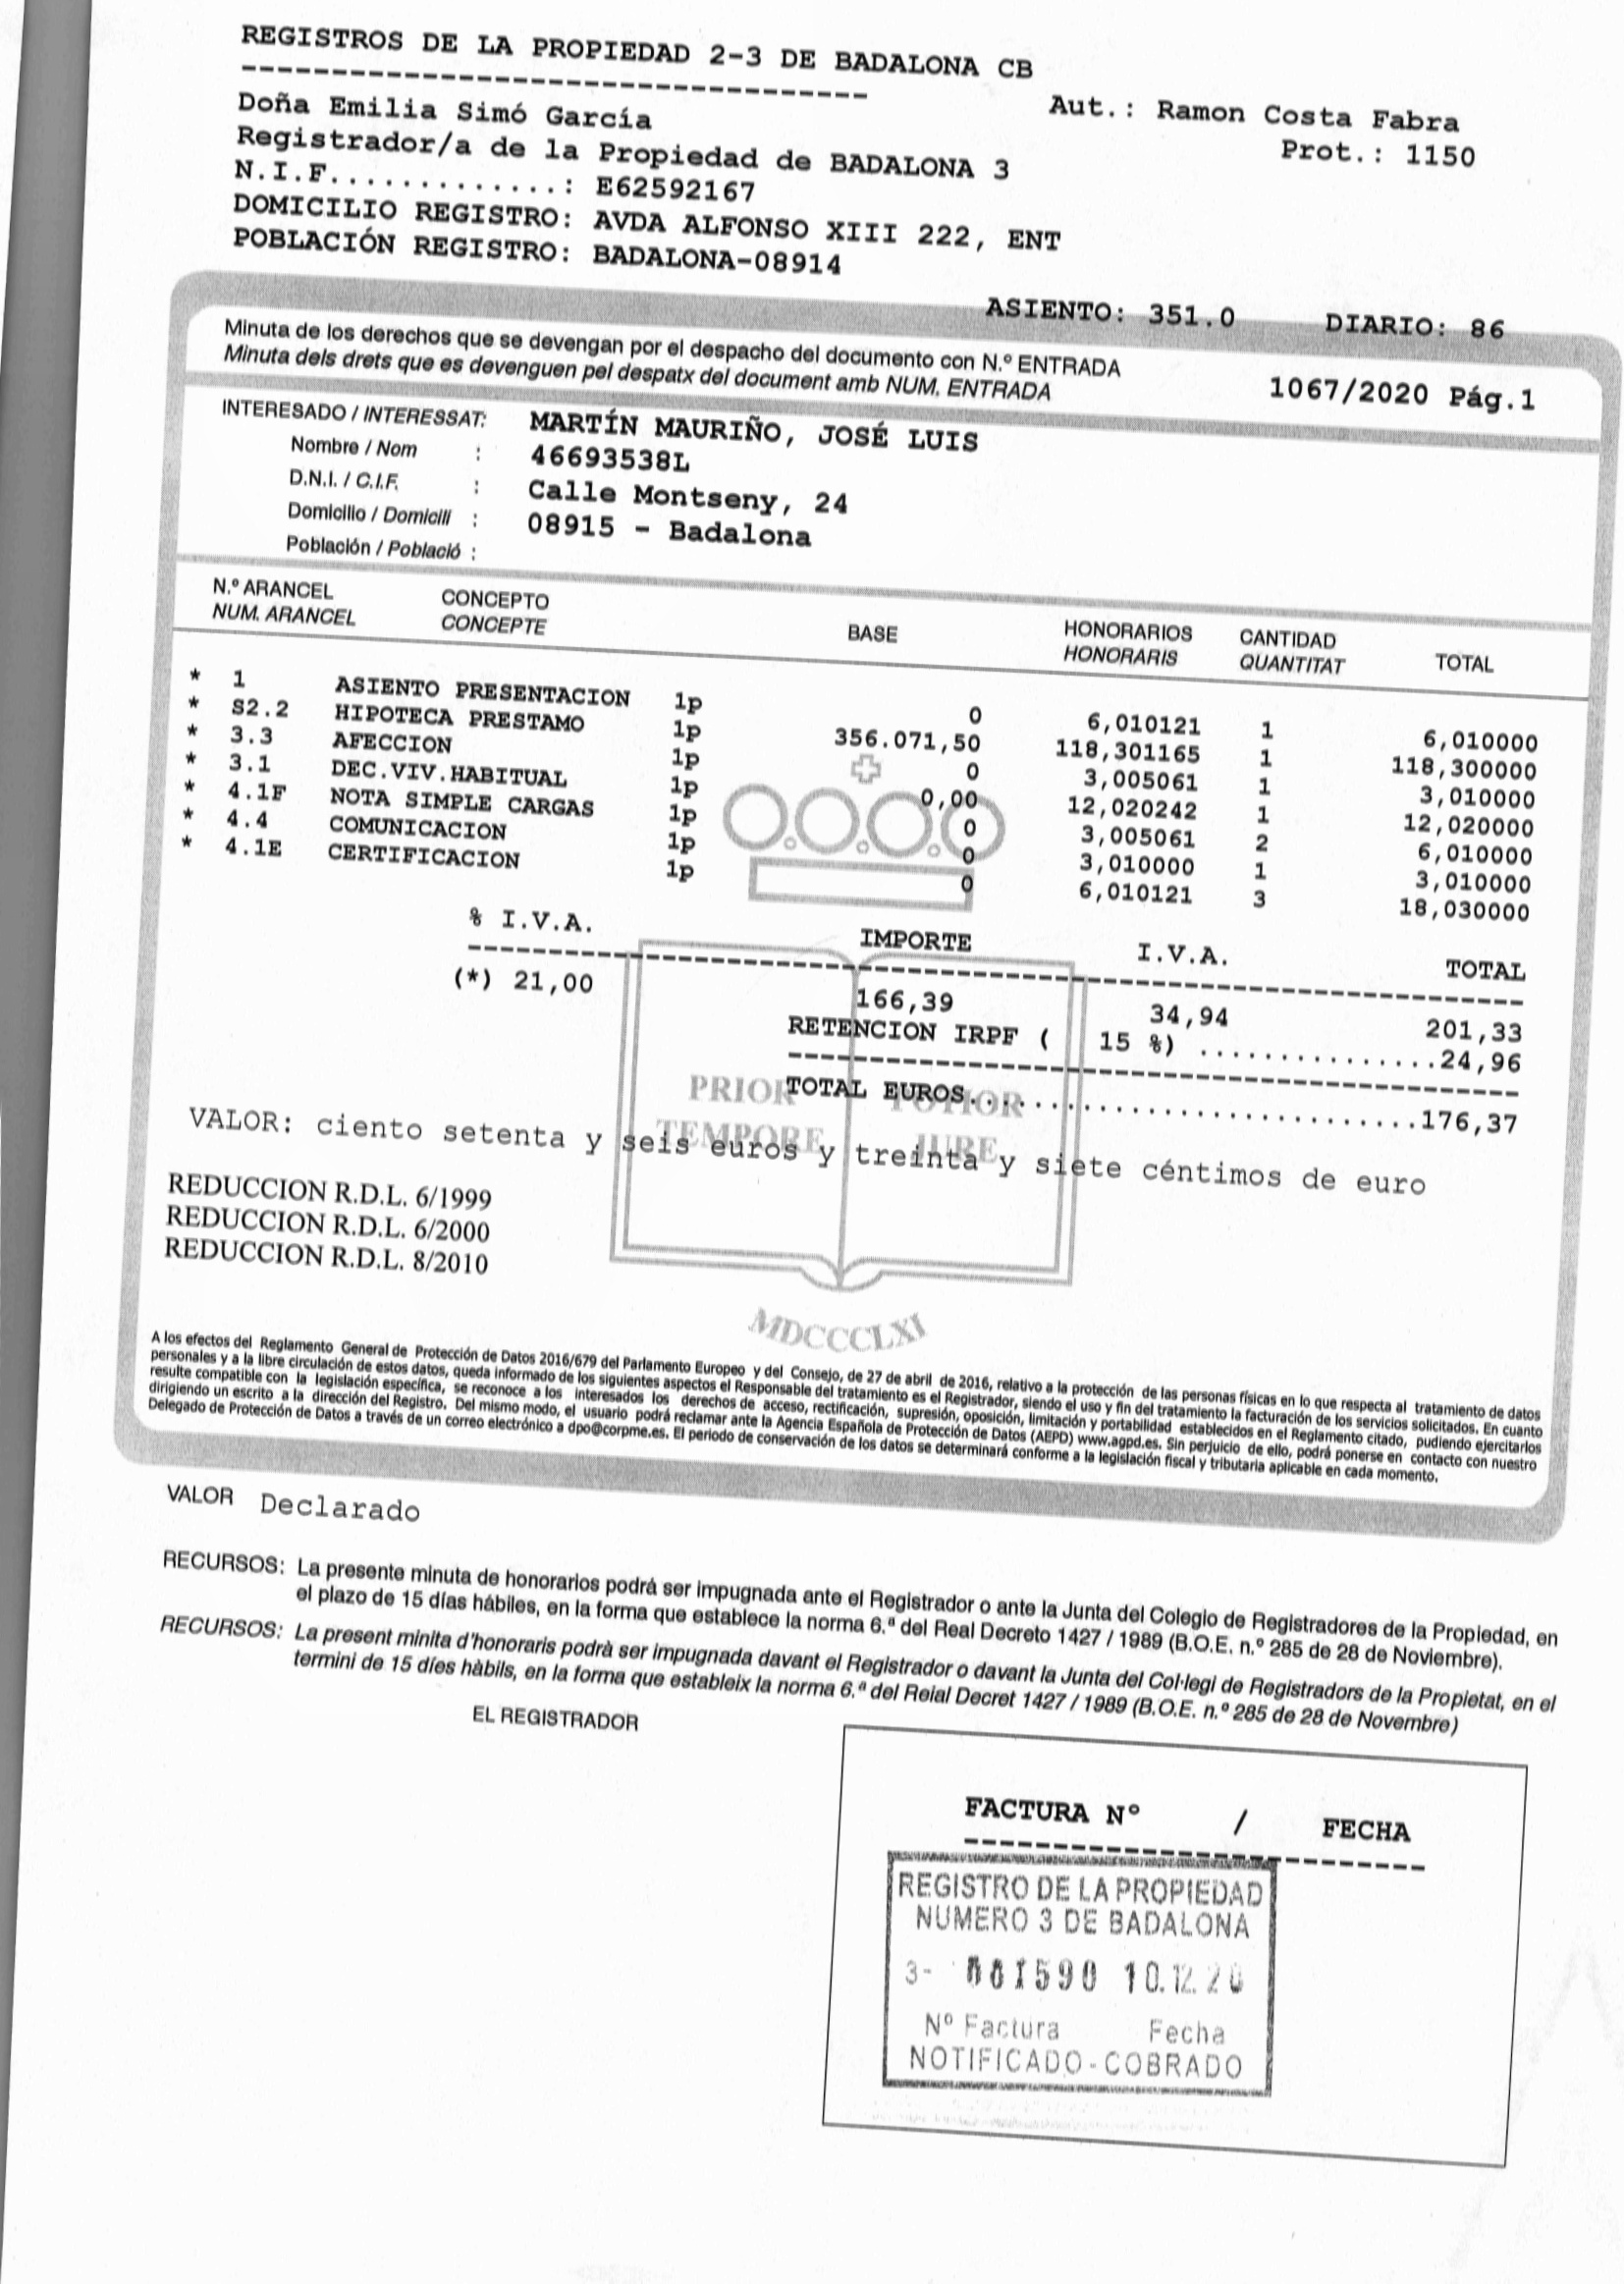 REGISTROS DE LA PROPIEDAD 2-3 DE BADALONA CB
-----------------------------------
Doña Emilia Simó García
Aut.: Ramon Costa Fabra
Registrador/a de la Propiedad de BADALONA 3
Prot.: 1150
N.I.F.............: E62592167
DOMICILIO REGISTRO: AVDA ALFONSO XIII 222, ENT
POBLACIÓN REGISTRO: BADALONA-08914
ASIENTO: 351.0 DIARIO: 86
Minuta de los derechos que se devengan por el despacho del documento con N.º ENTRADA
Minuta dels drets que es devenguen pel despatx del document amb NUM. ENTRADA
1067/2020 Pág.1
INTERESADO / INTERESSAT: MARTÍN MAURIÑO, JOSÉ LUIS
Nombre / Nom : 46693538L
D.N.I. / C.I.F. : Calle Montseny, 24
Domicilio / Domicili : 08915 - Badalona
Población / Població :
N.º ARANCEL CONCEPTO BASE HONORARIOS CANTIDAD TOTAL
NUM. ARANCEL CONCEPTE HONORARIS QUANTITAT
* 1 ASIENTO PRESENTACION 1p 0 6,010121 1 6,010000
* S2.2 HIPOTECA PRESTAMO 1p 356.071,50 118,301165 1 118,300000
* 3.3 AFECCION 1p 0 3,005061 1 3,010000
* 3.1 DEC.VIV.HABITUAL 1p 0,00 12,020242 1 12,020000
* 4.1F NOTA SIMPLE CARGAS 1p 0 3,005061 2 6,010000
* 4.4 COMUNICACION 1p 0 3,010000 1 3,010000
* 4.1E CERTIFICACION 1p 0 6,010121 3 18,030000
% I.V.A. IMPORTE I.V.A. TOTAL
(*) 21,00 166,39 34,94 201,33
RETENCION IRPF ( 15 %) ...............24,96
TOTAL EUROS..........................176,37
PRIOR POTIOR
TEMPORE JURE
VALOR: ciento setenta y seis euros y treinta y siete céntimos de euro
REDUCCION R.D.L. 6/1999
REDUCCION R.D.L. 6/2000
REDUCCION R.D.L. 8/2010
MDCCCLXI
A los efectos del Reglamento General de Protección de Datos 2016/679 del Parlamento Europeo y del Consejo, de 27 de abril de 2016, relativo a la protección de las personas físicas en lo que respecta al tratamiento de datos
personales y a la libre circulación de estos datos, queda informado de los siguientes aspectos el Responsable del tratamiento es el Registrador, siendo el uso y fin del tratamiento la facturación de los servicios solicitados. En cuanto
resulte compatible con la legislación específica, se reconoce a los interesados los derechos de acceso, rectificación, supresión, oposición, limitación y portabilidad establecidos en el Reglamento citado, pudiendo ejercitarlos
dirigiendo un escrito a la dirección del Registro. Del mismo modo, el usuario podrá reclamar ante la Agencia Española de Protección de Datos (AEPD) www.agpd.es. Sin perjuicio de ello, podrá ponerse en contacto con nuestro
Delegado de Protección de Datos a través de un correo electrónico a dpo@corpme.es. El periodo de conservación de los datos se determinará conforme a la legislación fiscal y tributaria aplicable en cada momento.
VALOR Declarado
RECURSOS: La presente minuta de honorarios podrá ser impugnada ante el Registrador o ante la Junta del Colegio de Registradores de la Propiedad, en
el plazo de 15 días hábiles, en la forma que establece la norma 6.ª del Real Decreto 1427 / 1989 (B.O.E. n.º 285 de 28 de Noviembre).
RECURSOS: La present minita d'honoraris podrà ser impugnada davant el Registrador o davant la Junta del Col·legi de Registradors de la Propietat, en el
termini de 15 díes hàbils, en la forma que estableix la norma 6.ª del Reial Decret 1427 / 1989 (B.O.E. n.º 285 de 28 de Novembre)
EL REGISTRADOR
FACTURA Nº / FECHA
--------------------------
REGISTRO DE LA PROPIEDAD
NUMERO 3 DE BADALONA
3- 001590 10.12.20
Nº Factura Fecha
NOTIFICADO - COBRADO